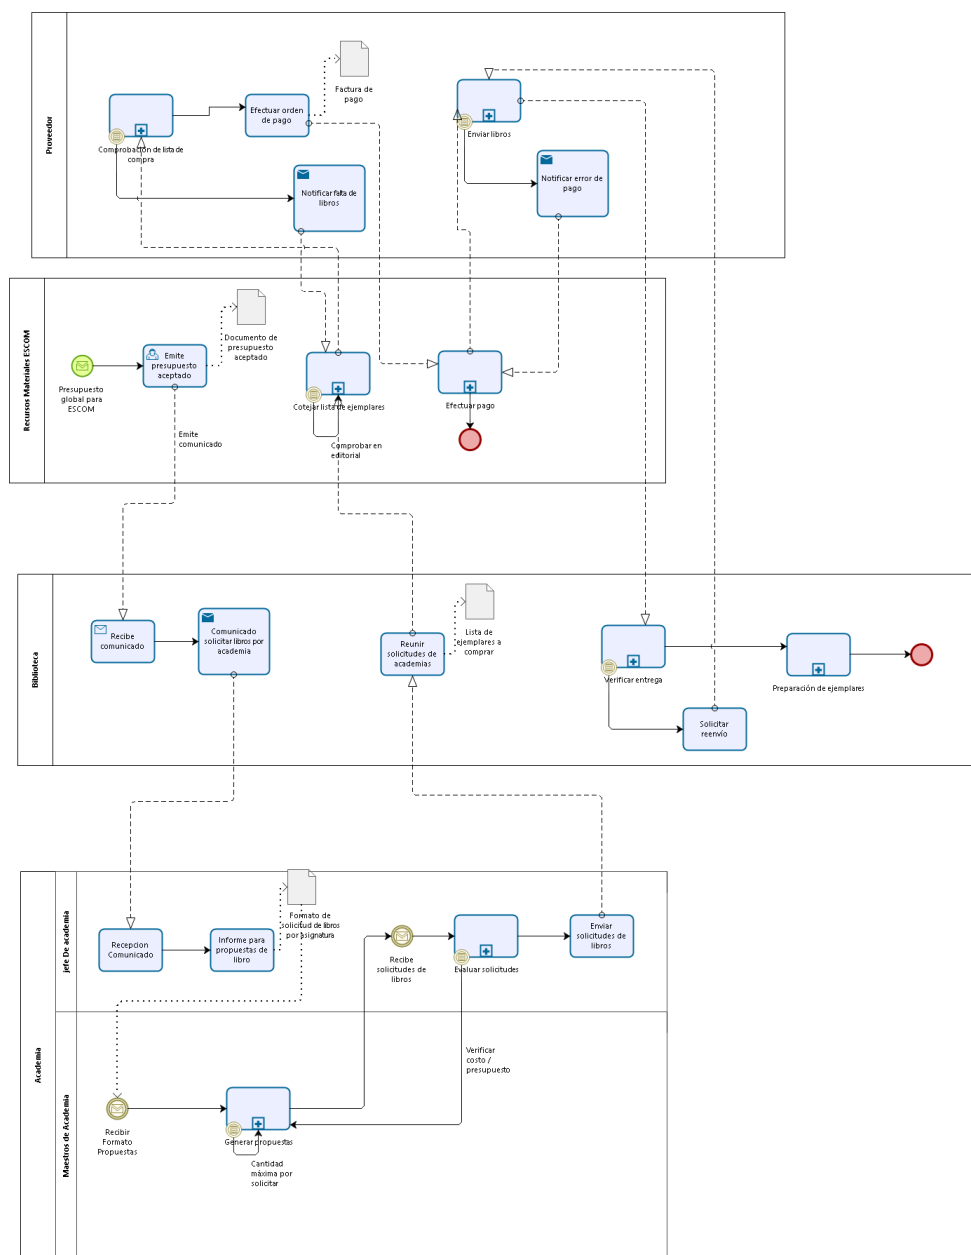 Proveedor
Factura de
pago
Efectuar orden
de pago
Comprobación de lista de
compra
Enviar libros
Notificar error de
pago
Notificar falta de
libros
Recursos Materiales ESCOM
Presupuesto
global para
ESCOM
Emite
presupuesto
aceptado
Documento de
presupuesto
aceptado
Emite
comunicado
Cotejar lista de ejemplares
Comprobar en
editorial
Efectuar pago
Biblioteca
Recibe
comunicado
Comunicado
solicitar libros por
academia
Reunir
solicitudes de
academias
Lista de
ejemplares a
comprar
Verificar entrega
Solicitar
reenvío
Preparación de ejemplares
Academia
jefe De academia
Recepcion
Comunicado
Informe para
propuestas de
libro
Formato de
solicitud de libros
por asignatura
Recibe
solicitudes de
libros
Evaluar solicitudes
Enviar
solicitudes de
libros
Maestros de Academia
Verificar
costo /
presupuesto
Recibir
Formato
Propuestas
Generar propuestas
Cantidad
máxima por
solicitar